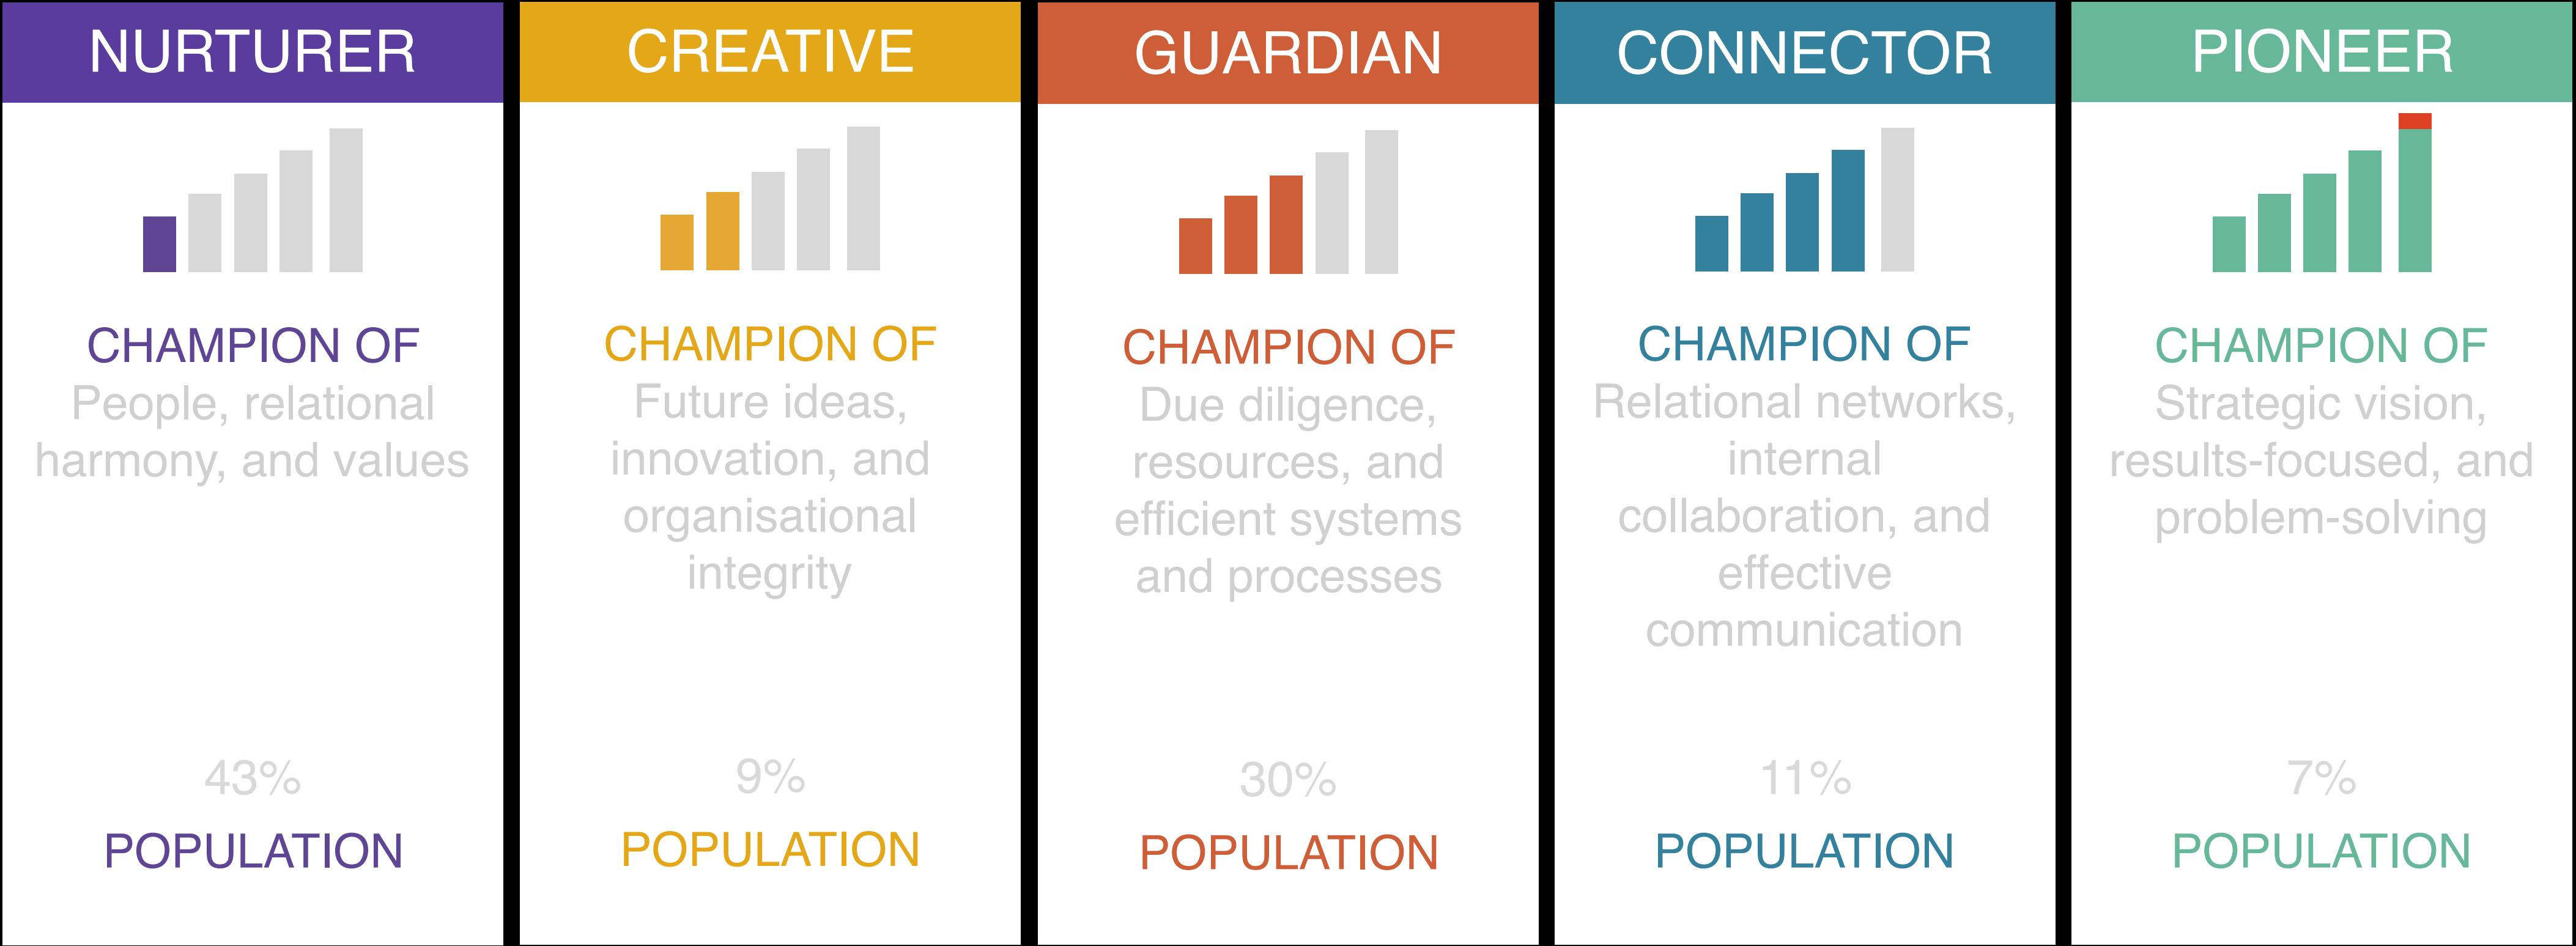 NURTURER
CHAMPION OF
People, relational
harmony, and values
43%
POPULATION
CREATIVE
CHAMPION OF
Future ideas,
innovation, and
organisational
integrity
9%
POPULATION
GUARDIAN
CHAMPION OF
Due diligence,
resources, and
efficient systems
and processes
30%
POPULATION
CONNECTOR
CHAMPION OF
Relational networks,
internal
collaboration, and
effective
communication
11%
POPULATION
PIONEER
CHAMPION OF
Strategic vision,
results-focused, and
problem-solving
7%
POPULATION